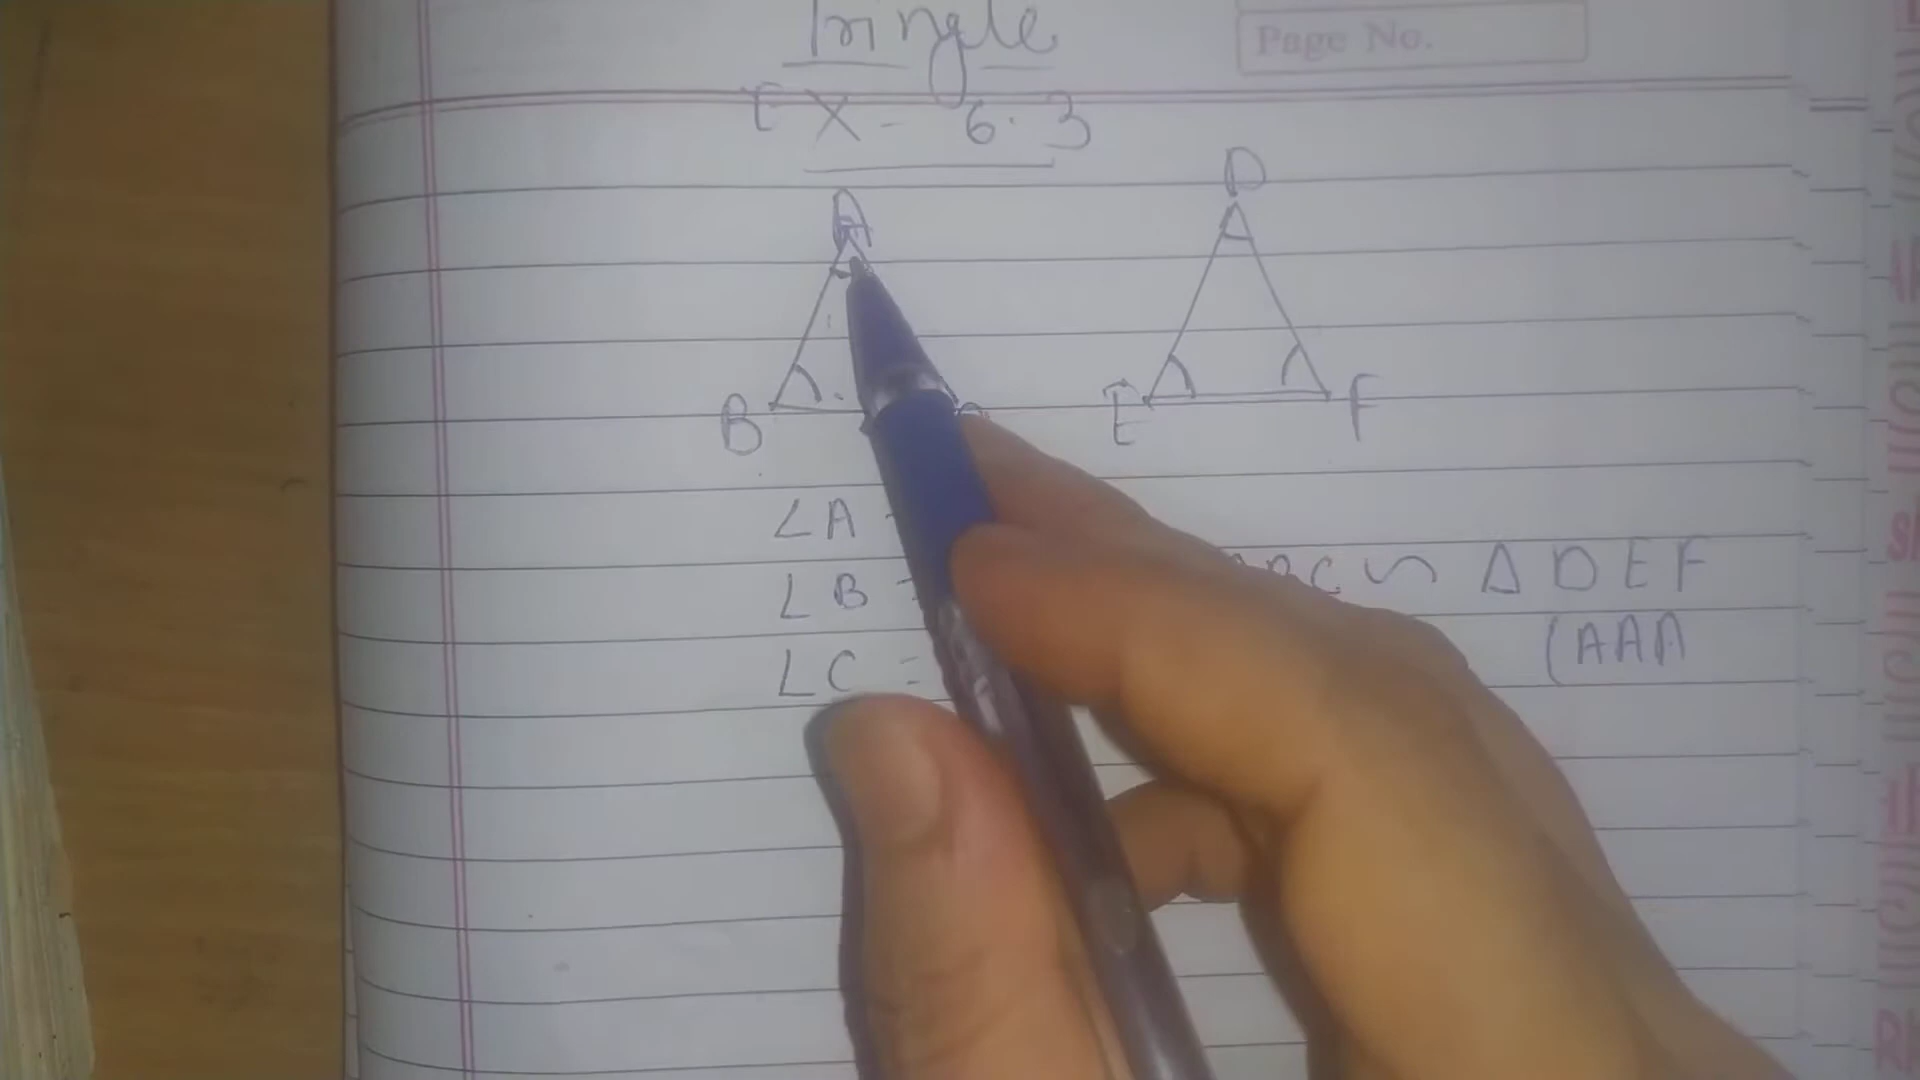 Tringle
Page No.
EX - 6.3
A
D
B
E
F
∠A
∠B =
∽ Δ DEF
∠C =
(AAA